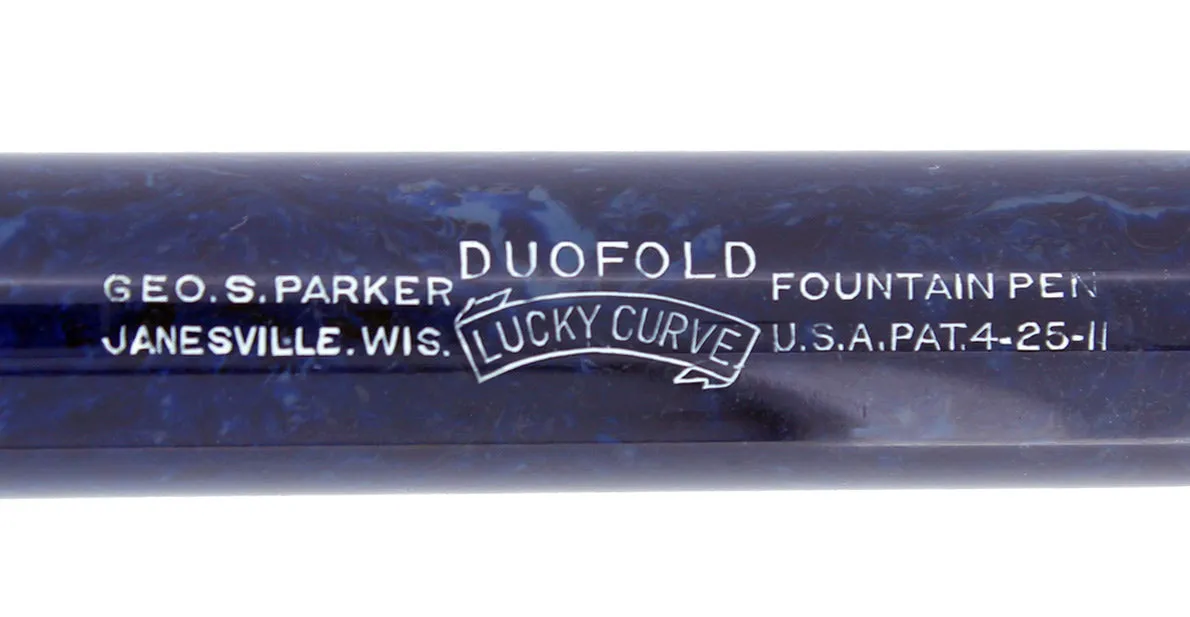 DUOFOLD
GEO.S.PARKER
JANESVILLE.WIS.
LUCKY CURVE
FOUNTAIN PEN
U.S.A.PAT.4-25-11